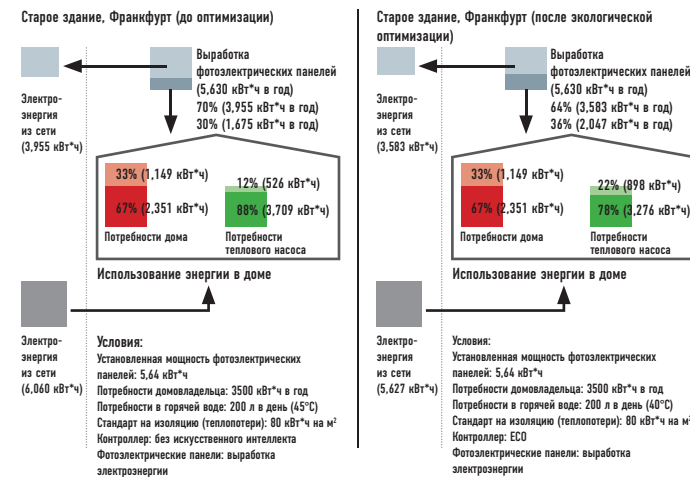 Старое здание, Франкфурт (до оптимизации)
Выработка
фотоэлектрических панелей
(5,630 кВт*ч в год)
70% (3,955 кВт*ч в год)
30% (1,675 кВт*ч в год)
Электро-
энергия
из сети
(3,955 кВт*ч)
33% (1,149 кВт*ч)
67% (2,351 кВт*ч)
Потребности дома
12% (526 кВт*ч)
88% (3,709 кВт*ч)
Потребности
теплового насоса
Использование энергии в доме
Электро-
энергия
из сети
(6,060 кВт*ч)
Условия:
Установленная мощность фотоэлектрических
панелей: 5,64 кВт*ч
Потребности домовладельца: 3500 кВт*ч в год
Потребности в горячей воде: 200 л в день (45°C)
Стандарт на изоляцию (теплопотери): 80 кВт*ч на м²
Контроллер: без искусственного интеллекта
Фотоэлектрические панели: выработка
электроэнергии
Старое здание, Франкфурт (после экологической
оптимизации)
Выработка
фотоэлектрических панелей
(5,630 кВт*ч в год)
64% (3,583 кВт*ч в год)
36% (2,047 кВт*ч в год)
Электро-
энергия
из сети
(3,583 кВт*ч)
33% (1,149 кВт*ч)
67% (2,351 кВт*ч)
Потребности дома
22% (898 кВт*ч)
78% (3,276 кВт*ч)
Потребности
теплового насоса
Использование энергии в доме
Электро-
энергия
из сети
(5,627 кВт*ч)
Условия:
Установленная мощность фотоэлектрических
панелей: 5,64 кВт*ч
Потребности домовладельца: 3500 кВт*ч в год
Потребности в горячей воде: 200 л в день (40°C)
Стандарт на изоляцию (теплопотери): 80 кВт*ч на м²
Контроллер: ECO
Фотоэлектрические панели: выработка
электроэнергии